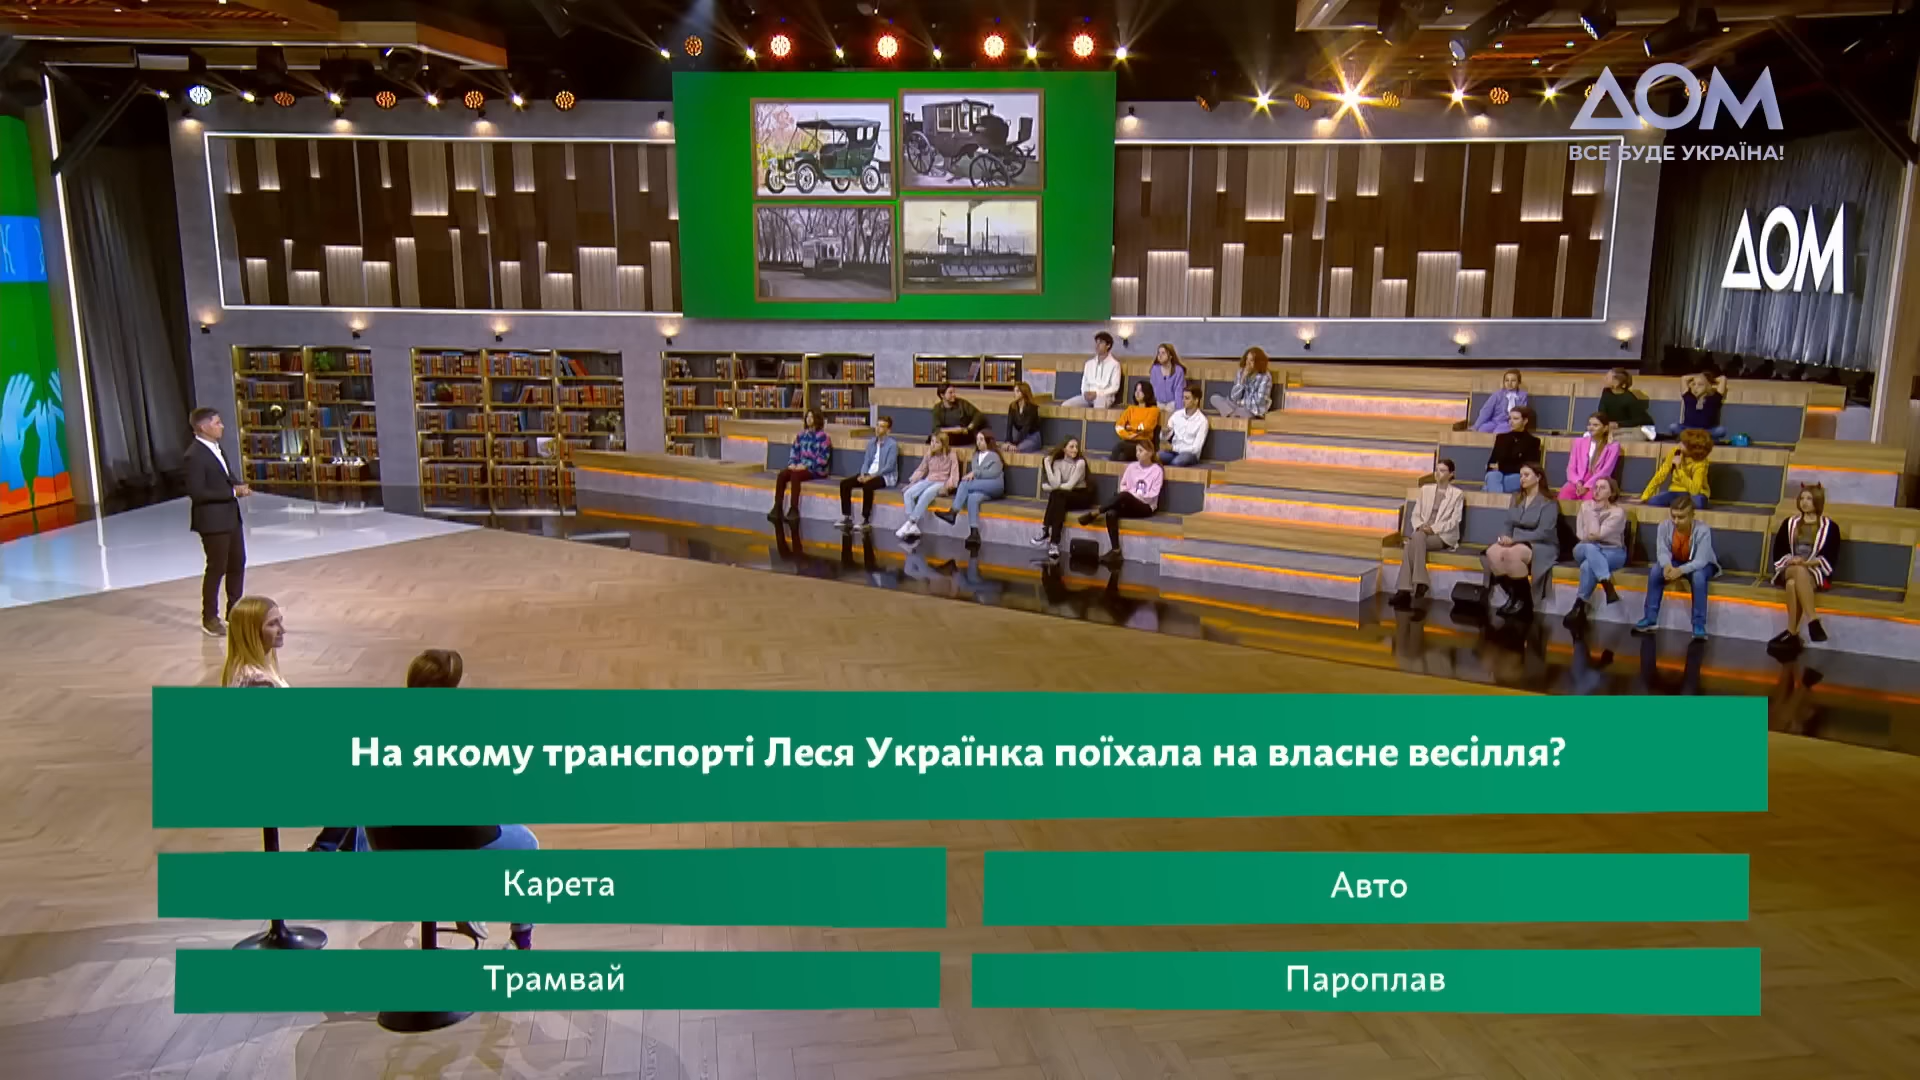 ДОМ
ВСЕ БУДЕ УКРАЇНА!
ДОМ
На якому транспорті Леся Українка поїхала на власне весілля?
Карета
Авто
Трамвай
Пароплав